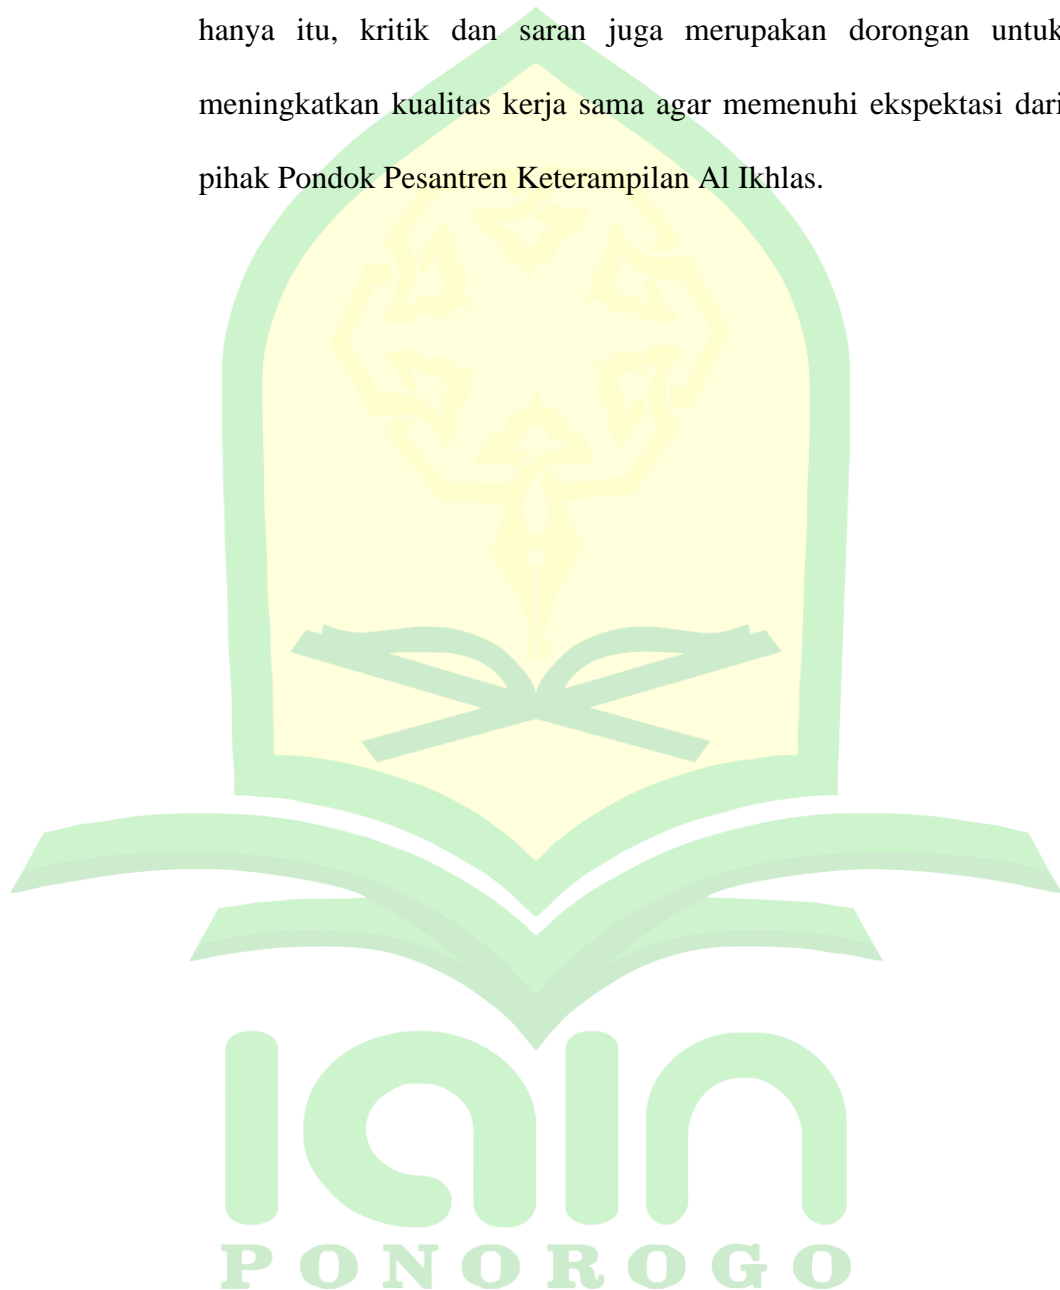 hanya itu, kritik dan saran juga merupakan dorongan untuk
meningkatkan kualitas kerja sama agar memenuhi ekspektasi dari
pihak Pondok Pesantren Keterampilan Al Ikhlas.
iain
PONOROGO